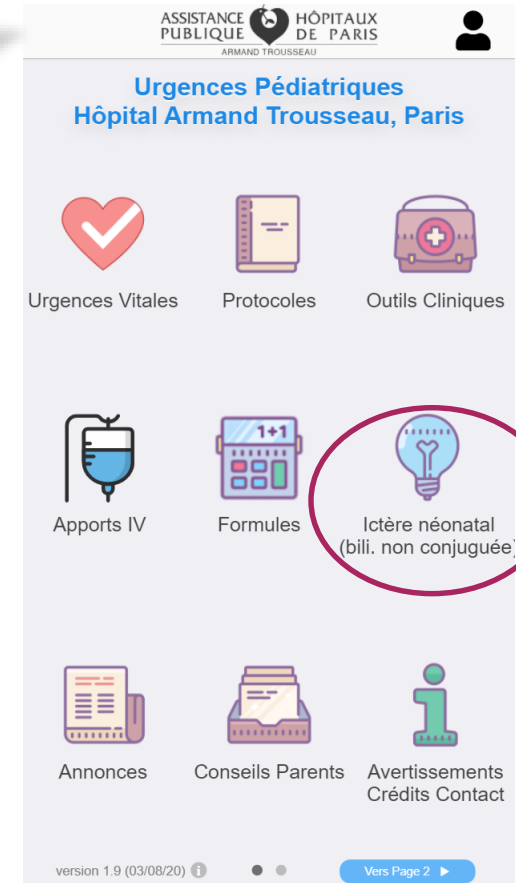 ASSISTANCE HÔPITAUX
PUBLIQUE DE PARIS
ARMAND TROUSSEAU
Urgences Pédiatriques
Hôpital Armand Trousseau, Paris
Urgences Vitales
Protocoles
Outils Cliniques
1+1
Apports IV
Formules
Ictère néonatal
(bili. non conjuguée)
Annonces
Conseils Parents
Avertissements
Crédits Contact
version 1.9 (03/08/20) i
Vers Page 2 ▶